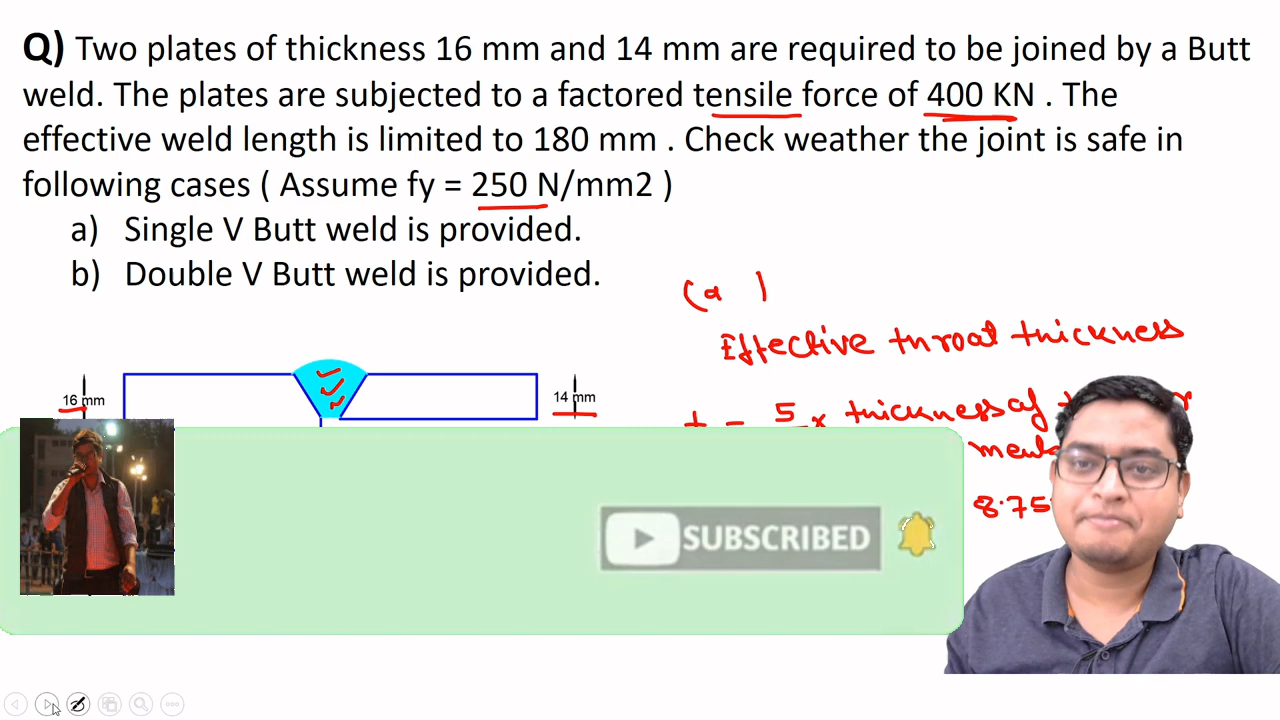 Q) Two plates of thickness 16 mm and 14 mm are required to be joined by a Butt
weld. The plates are subjected to a factored tensile force of 400 KN . The
effective weld length is limited to 180 mm . Check weather the joint is safe in
following cases ( Assume fy = 250 N/mm2 )
a) Single V Butt weld is provided.
b) Double V Butt weld is provided.
(a)
Effective throat thickness
16 mm
14 mm
5 x thickness of
8.75
SUBSCRIBED